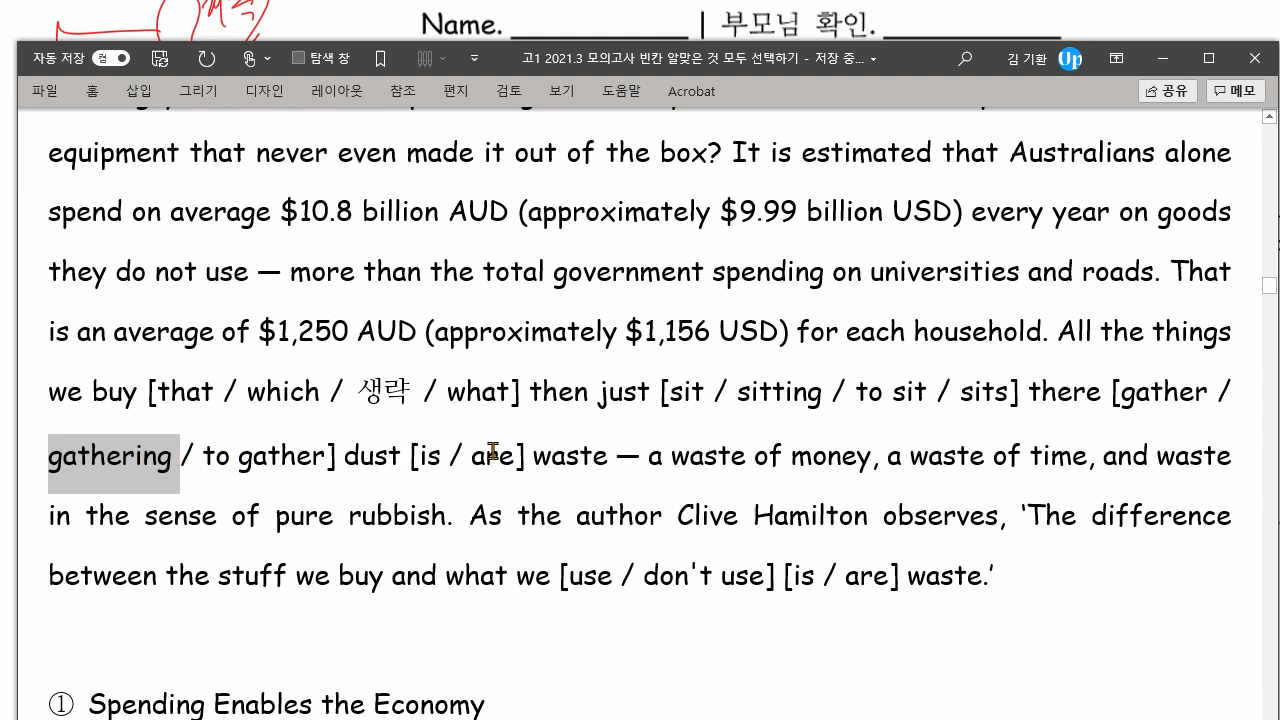 Name. ____________ | 부모님 확인. ____________
자동 저장 컴 탐색 창 고1 2021.3 모의고사 빈칸 알맞은 것 모두 선택하기 - 저장 중... 김 기환 Up
파일 홈 삽입 그리기 디자인 레이아웃 참조 편지 검토 보기 도움말 Acrobat 공유 메모
equipment that never even made it out of the box? It is estimated that Australians alone
spend on average $10.8 billion AUD (approximately $9.99 billion USD) every year on goods
they do not use — more than the total government spending on universities and roads. That
is an average of $1,250 AUD (approximately $1,156 USD) for each household. All the things
we buy [that / which / 생략 / what] then just [sit / sitting / to sit / sits] there [gather /
gathering / to gather] dust [is / are] waste — a waste of money, a waste of time, and waste
in the sense of pure rubbish. As the author Clive Hamilton observes, ‘The difference
between the stuff we buy and what we [use / don't use] [is / are] waste.’
① Spending Enables the Economy